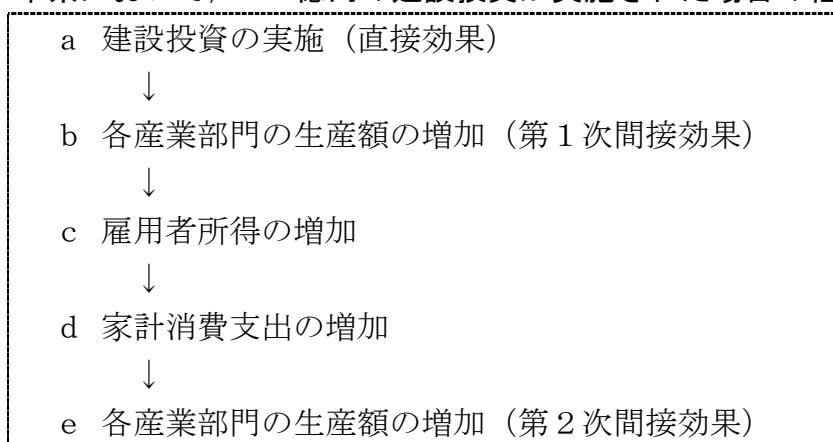 a 建設投資の実施（直接効果）
↓
b 各産業部門の生産額の増加（第１次間接効果）
↓
c 雇用者所得の増加
↓
d 家計消費支出の増加
↓
e 各産業部門の生産額の増加（第２次間接効果）